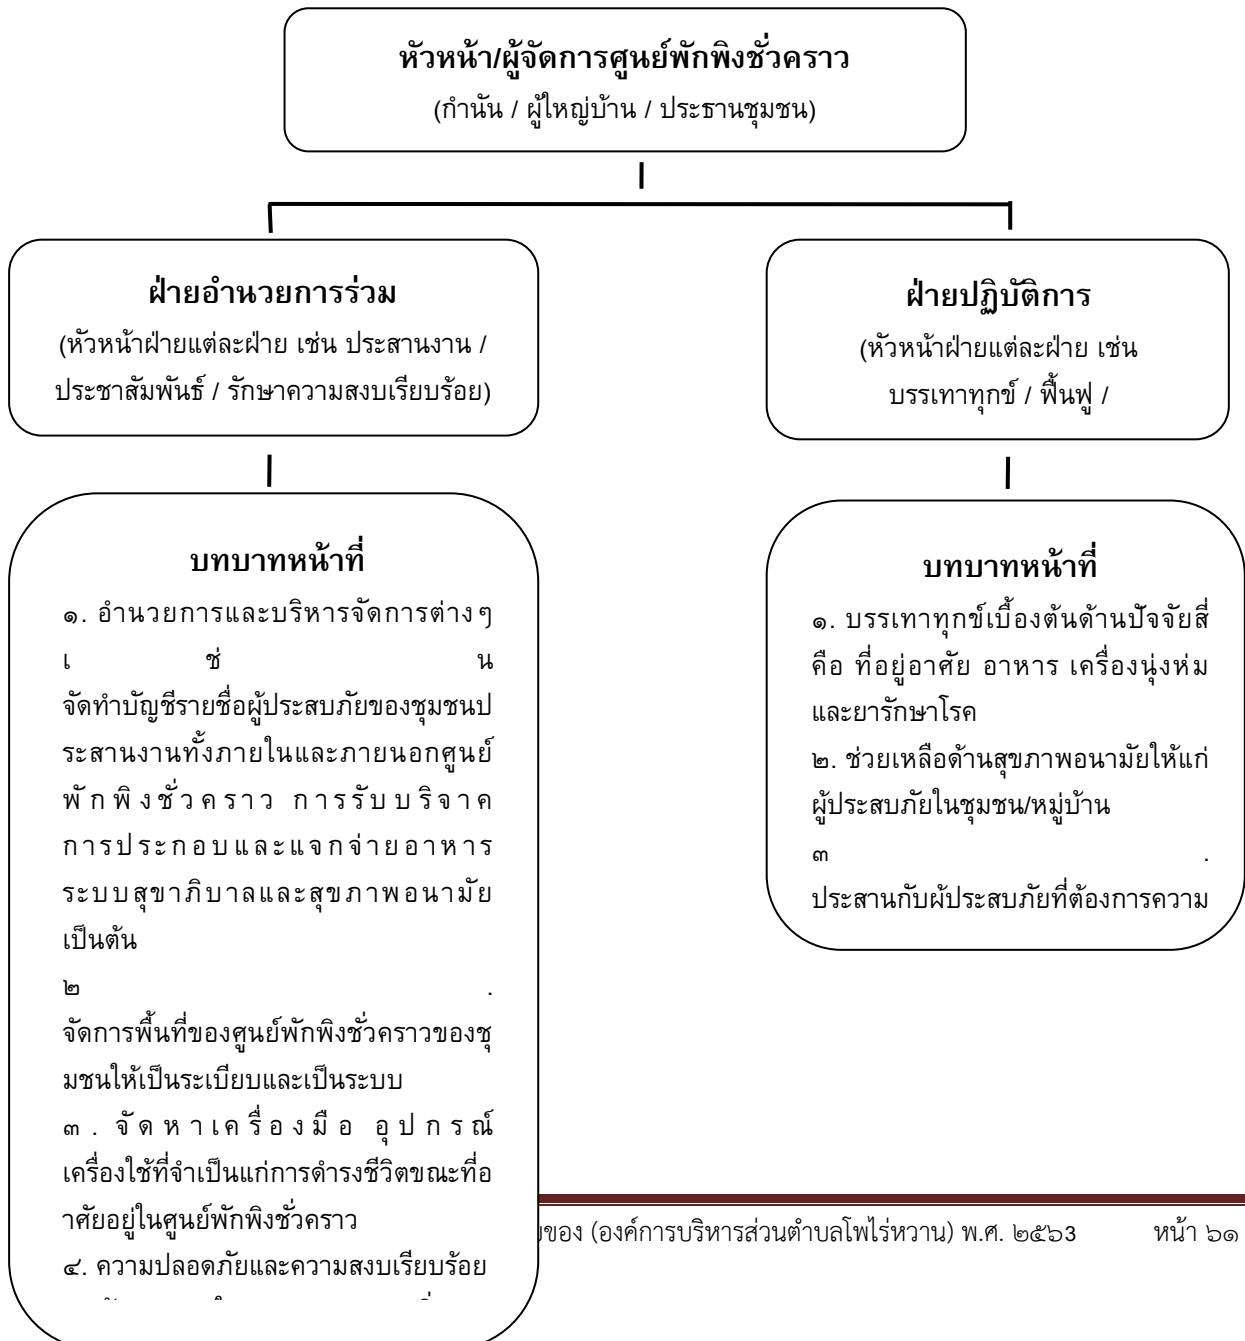 หัวหน้า/ผู้จัดการศูนย์พักพิงชั่วคราว
(กำนัน / ผู้ใหญ่บ้าน / ประธานชุมชน)
ฝ่ายอำนวยการร่วม
(หัวหน้าฝ่ายแต่ละฝ่าย เช่น ประสานงาน /
ประชาสัมพันธ์ / รักษาความสงบเรียบร้อย)
ฝ่ายปฏิบัติการ
(หัวหน้าฝ่ายแต่ละฝ่าย เช่น
บรรเทาทุกข์ / ฟื้นฟู /
บทบาทหน้าที่
๑. อำนวยการและบริหารจัดการต่างๆ
เช่น
จัดทำบัญชีรายชื่อผู้ประสบภัยของชุมชนป
ระสานงานทั้งภายในและภายนอกศูนย์
พักพิงชั่วคราว การรับบริจาค
การประกอบและแจกจ่ายอาหาร
ระบบสุขาภิบาลและสุขภาพอนามัย
เป็นต้น
๒.
จัดการพื้นที่ของศูนย์พักพิงชั่วคราวของชุ
มชนให้เป็นระเบียบและเป็นระบบ
๓. จัดหาเครื่องมือ อุปกรณ์
เครื่องใช้ที่จำเป็นแก่การดำรงชีวิตขณะที่อ
าศัยอยู่ในศูนย์พักพิงชั่วคราว
๔. ความปลอดภัยและความสงบเรียบร้อย
บทบาทหน้าที่
๑. บรรเทาทุกข์เบื้องต้นด้านปัจจัยสี่
คือ ที่อยู่อาศัย อาหาร เครื่องนุ่งห่ม
และยารักษาโรค
๒. ช่วยเหลือด้านสุขภาพอนามัยให้แก่
ผู้ประสบภัยในชุมชน/หมู่บ้าน
๓.
ประสานกับผู้ประสบภัยที่ต้องการความ
ของ (องค์การบริหารส่วนตำบลโพไร่หวาน) พ.ศ. ๒๕๖3 หน้า ๖๑